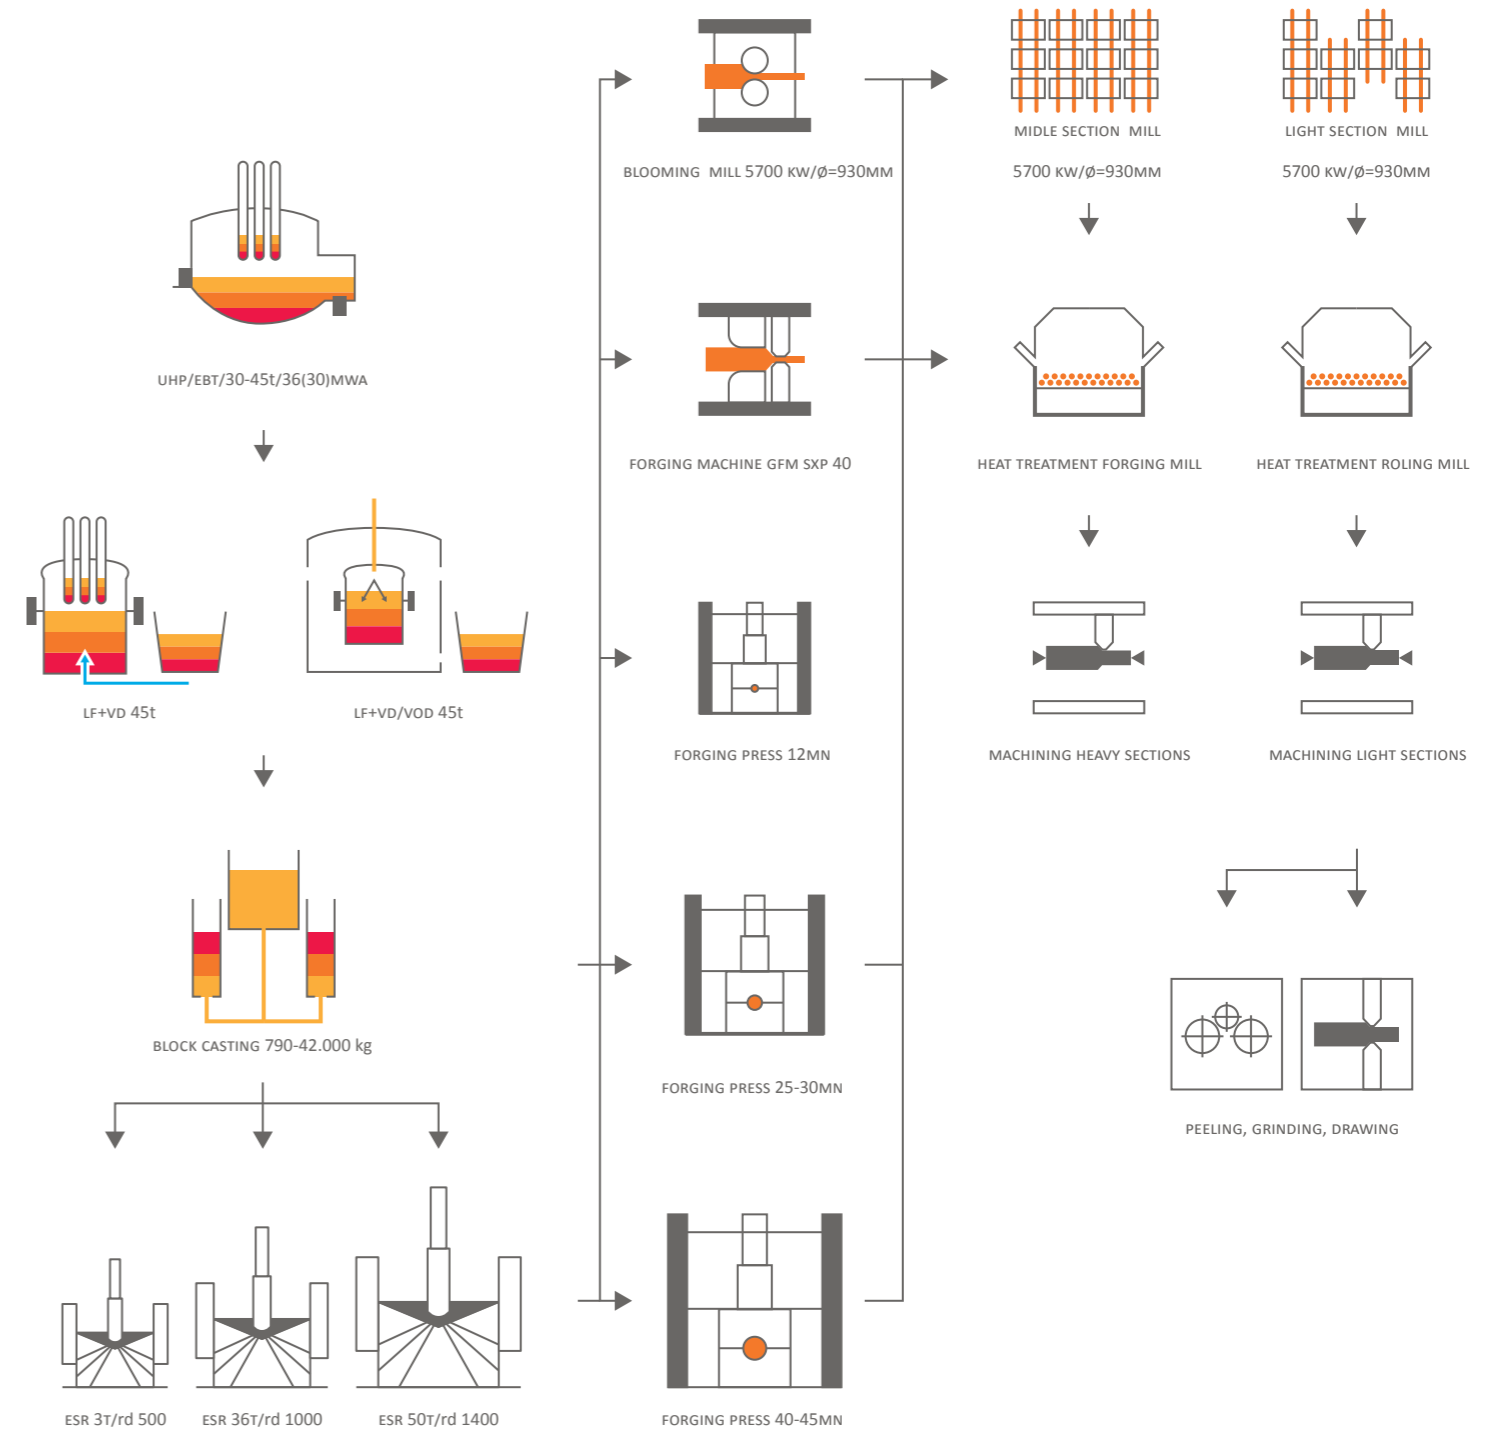 UHP/EBT/30-45t/36(30)MWA
LF+VD 45t
LF+VD/VOD 45t
BLOCK CASTING 790-42.000 kg
ESR 3T/rd 500
ESR 36T/rd 1000
ESR 50T/rd 1400
BLOOMING MILL 5700 KW/Ø=930MM
FORGING MACHINE GFM SXP 40
FORGING PRESS 12MN
FORGING PRESS 25-30MN
FORGING PRESS 40-45MN
MIDLE SECTION MILL
5700 KW/Ø=930MM
LIGHT SECTION MILL
5700 KW/Ø=930MM
HEAT TREATMENT FORGING MILL
HEAT TREATMENT ROLING MILL
MACHINING HEAVY SECTIONS
MACHINING LIGHT SECTIONS
PEELING, GRINDING, DRAWING